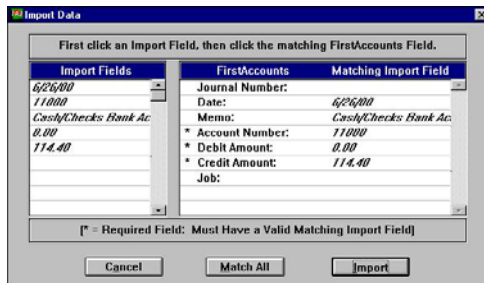 Import Data
First click an Import Field, then click the matching FirstAccounts Field.
Import Fields
6/26/00
11000
Cash/Checks Bank Ac
0.00
114.40
FirstAccounts Matching Import Field
Journal Number:
Date: 6/26/00
Memo: Cash/Checks Bank Ac
* Account Number: 11000
* Debit Amount: 0.00
* Credit Amount: 114.40
Job:
[* = Required Field: Must Have a Valid Matching Import Field]
Cancel Match All Import